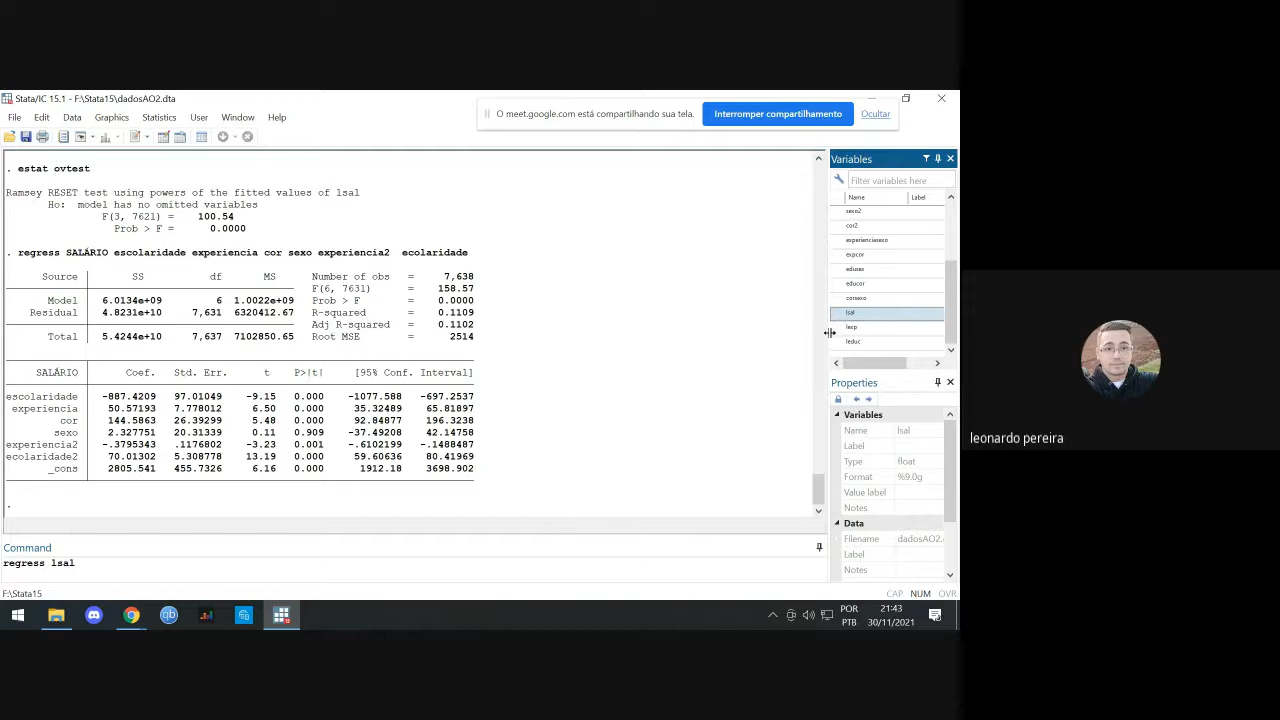 Stata/IC 15.1 - F:\Stata15\dadosAO2.dta
O meet.google.com está compartilhando sua tela.
Interromper compartilhamento
Ocultar
File Edit Data Graphics Statistics User Window Help
. estat ovtest
Ramsey RESET test using powers of the fitted values of lsal
Ho: model has no omitted variables
F(3, 7621) = 100.54
Prob > F = 0.0000
. regress SALÁRIO escolaridade experiencia cor sexo experiencia2 ecolaridade
Source SS df MS Number of obs = 7,638
F(6, 7631) = 158.57
Model 6.0134e+09 6 1.0022e+09 Prob > F = 0.0000
Residual 4.8231e+10 7,631 6320412.67 R-squared = 0.1109
Adj R-squared = 0.1102
Total 5.4244e+10 7,637 7102850.65 Root MSE = 2514
SALÁRIO Coef. Std. Err. t P>|t| [95% Conf. Interval]
escolaridade -887.4209 97.01049 -9.15 0.000 -1077.588 -697.2537
experiencia 50.57193 7.778012 6.50 0.000 35.32489 65.81897
cor 144.5863 26.39299 5.48 0.000 92.84877 196.3238
sexo 2.327751 20.31339 0.11 0.909 -37.49208 42.14758
experiencia2 -.3795343 .1176802 -3.23 0.001 -.6102199 -.1488487
ecolaridade2 70.01302 5.308778 13.19 0.000 59.60636 80.41969
_cons 2805.541 455.7326 6.16 0.000 1912.18 3698.902
.
Command
regress lsal
F:\Stata15
CAP NUM OVR
Variables
Filter variables here
Name Label
sexo2
cor2
experienciasexo
expcor
edusex
educor
corsexo
lsal
lexp
leduc
Properties
Variables
Name lsal
Label
Type float
Format %9.0g
Value label
Notes
Data
Filename dadosAO2.
Label
Notes
qb
POR
PTB
21:43
30/11/2021
leonardo pereira